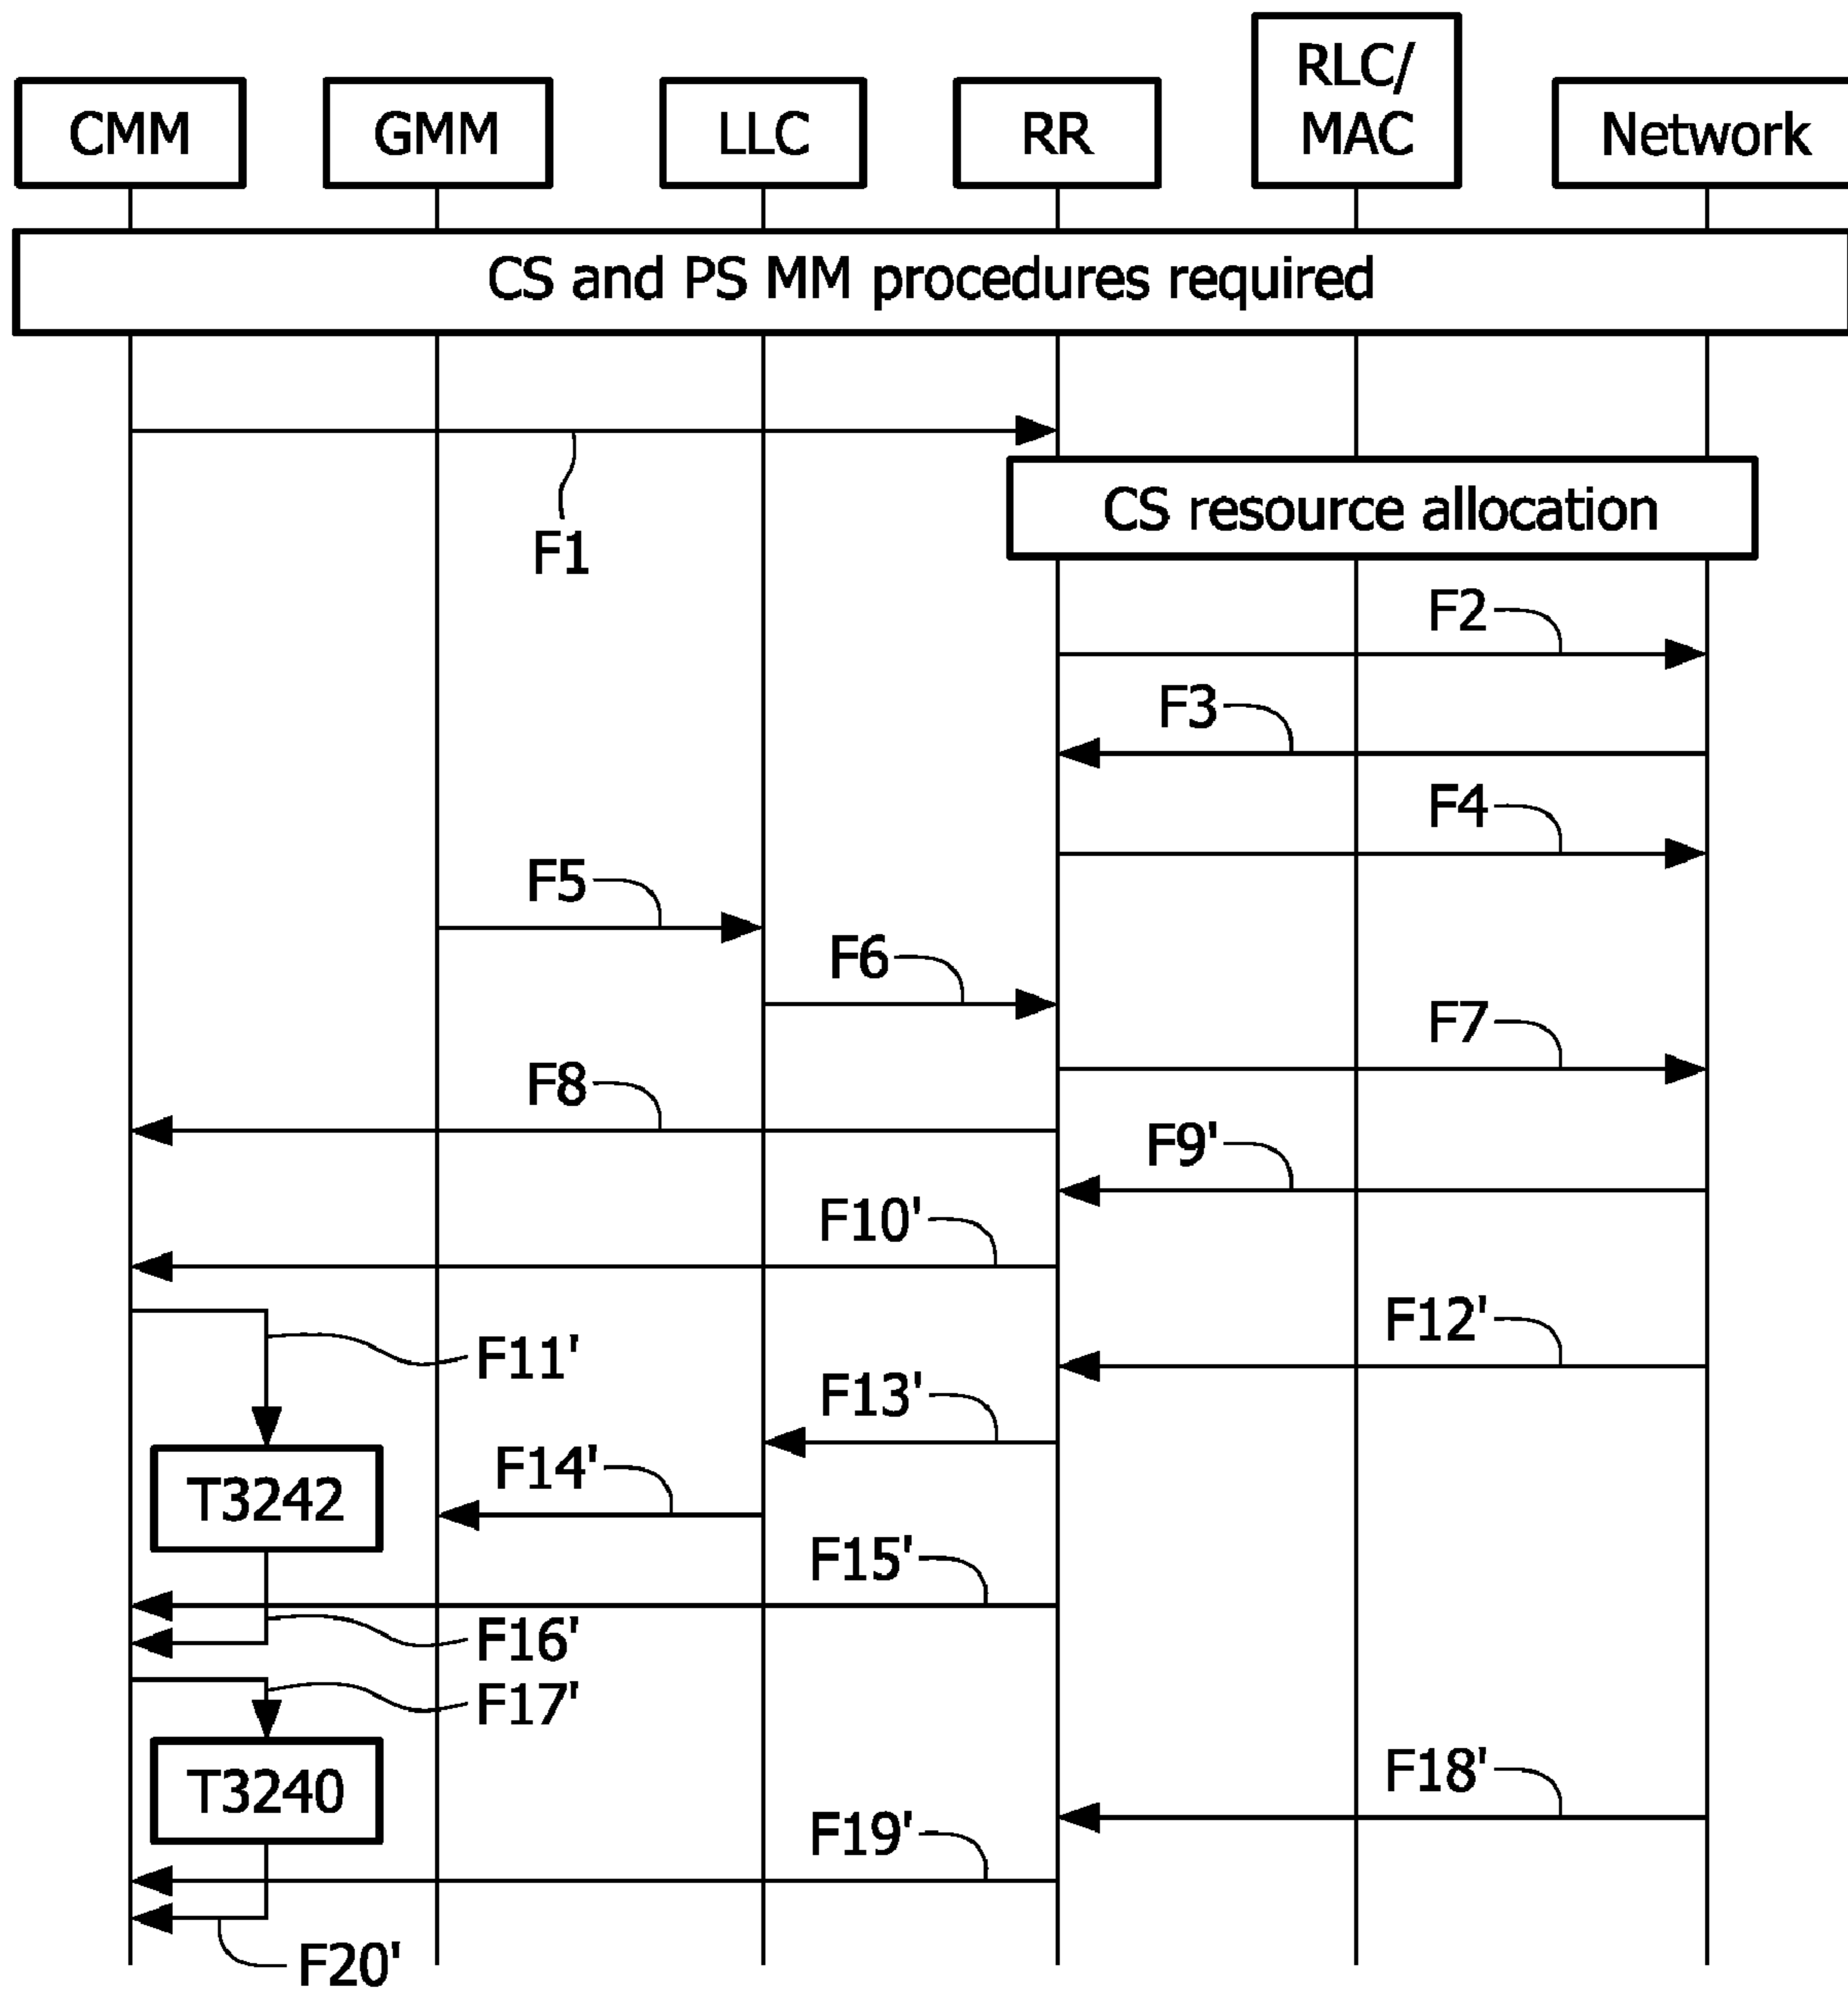 CMM GMM LLC RR RLC/ MAC Network
CS and PS MM procedures required
CS resource allocation
F1
F2
F3
F4
F5
F6
F7
F8
F9'
F10'
F11'
F12'
F13'
F14'
T3242
F15'
F16'
F17'
F18'
T3240
F19'
F20'